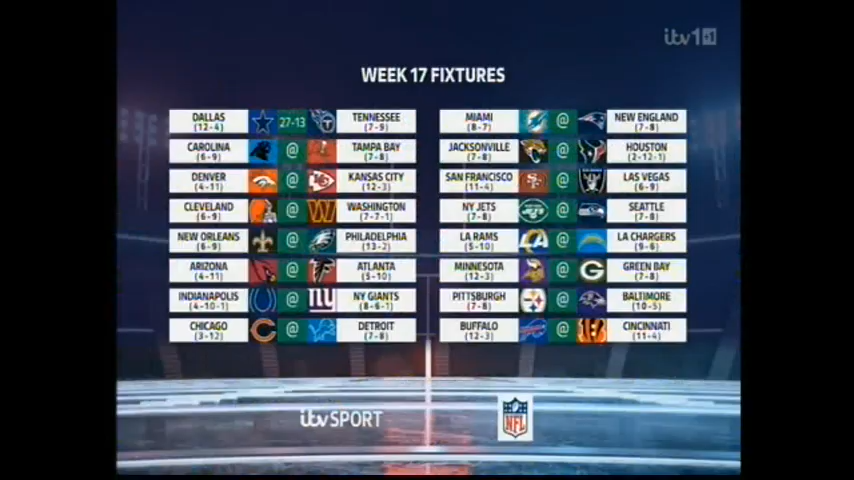 itv1 +1
WEEK 17 FIXTURES
DALLAS 27-13 TENNESSEE
(12-4) (7-9)
CAROLINA @ TAMPA BAY
(6-9) (7-8)
DENVER @ KANSAS CITY
(4-11) (12-3)
CLEVELAND @ WASHINGTON
(6-9) (7-7-1)
NEW ORLEANS @ PHILADELPHIA
(6-9) (13-2)
ARIZONA @ ATLANTA
(4-11) (5-10)
INDIANAPOLIS @ NY GIANTS
(4-10-1) (8-6-1)
CHICAGO @ DETROIT
(3-12) (7-8)
MIAMI @ NEW ENGLAND
(8-7) (7-8)
JACKSONVILLE @ HOUSTON
(7-8) (2-12-1)
SAN FRANCISCO @ LAS VEGAS
(11-4) (6-9)
NY JETS @ SEATTLE
(7-8) (7-8)
LA RAMS @ LA CHARGERS
(5-10) (9-6)
MINNESOTA @ GREEN BAY
(12-3) (7-8)
PITTSBURGH @ BALTIMORE
(7-8) (10-5)
BUFFALO @ CINCINNATI
(12-3) (11-4)
itv SPORT
NFL